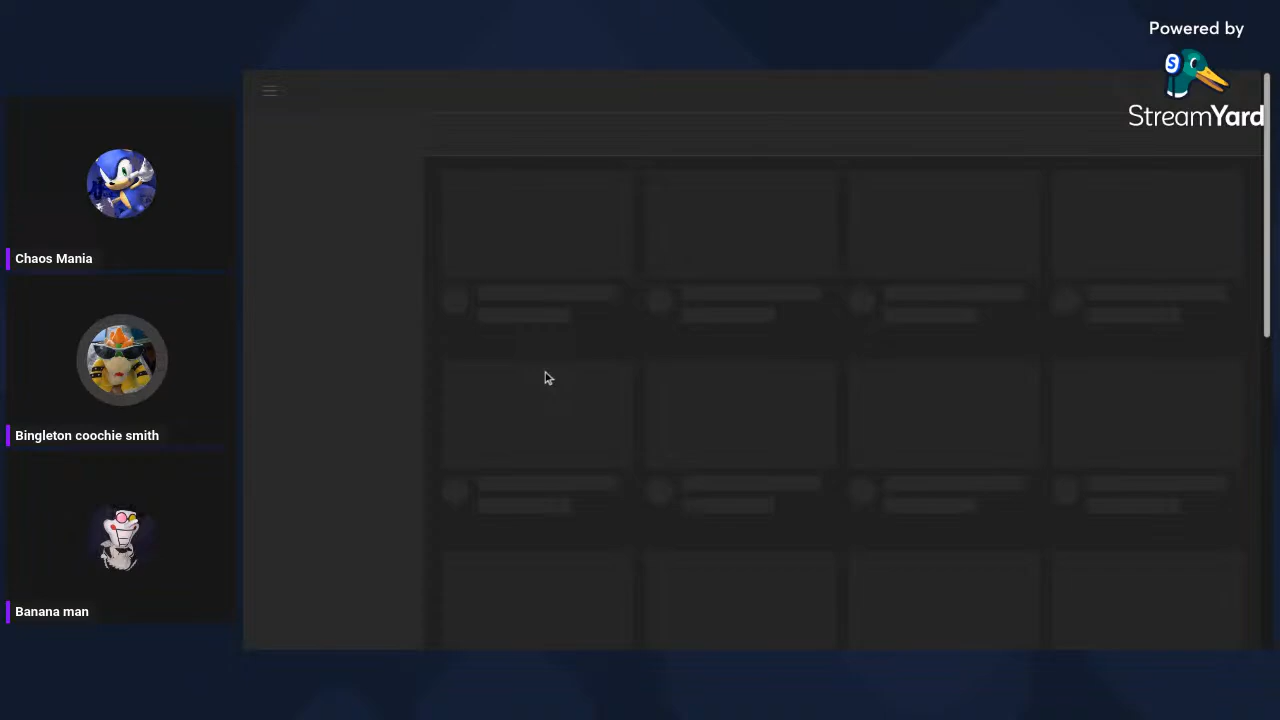 Powered by
S
StreamYard
Chaos Mania
Bingleton coochie smith
Banana man